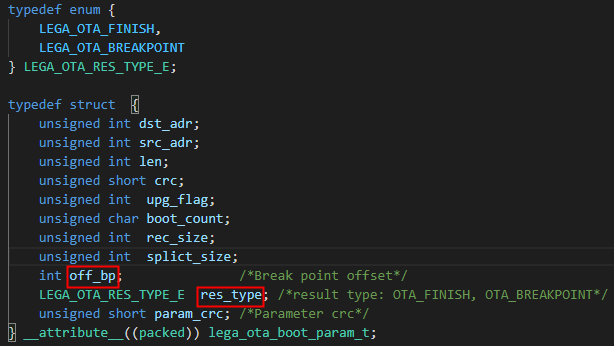 typedef enum {
    LEGA_OTA_FINISH,
    LEGA_OTA_BREAKPOINT
} LEGA_OTA_RES_TYPE_E;
typedef struct  {
    unsigned int dst_adr;
    unsigned int src_adr;
    unsigned int len;
    unsigned short crc;
    unsigned int  upg_flag;
    unsigned char boot_count;
    unsigned int  rec_size;
    unsigned int  splict_size;
    int off_bp;               /*Break point offset*/
    LEGA_OTA_RES_TYPE_E  res_type; /*result type: OTA_FINISH, OTA_BREAKPOINT*/
    unsigned short param_crc; /*Parameter crc*/
} __attribute__((packed)) lega_ota_boot_param_t;